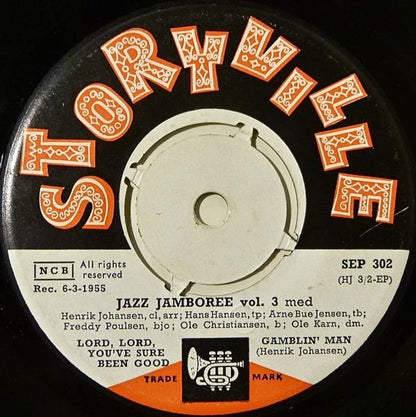 STORYVILLE
NCB All rights reserved
Rec. 6-3-1955
SEP 302
(HJ 3/2-EP)
JAZZ JAMBOREE vol. 3 med
Henrik Johansen, cl, arr; Hans Hansen, tp; Arne Bue Jensen, tb;
Freddy Poulsen, bjo; Ole Christiansen, b; Ole Karn, dm.
LORD, LORD,
YOU'VE SURE
BEEN GOOD
GAMBLIN' MAN
(Henrik Johansen)
TRADE MARK